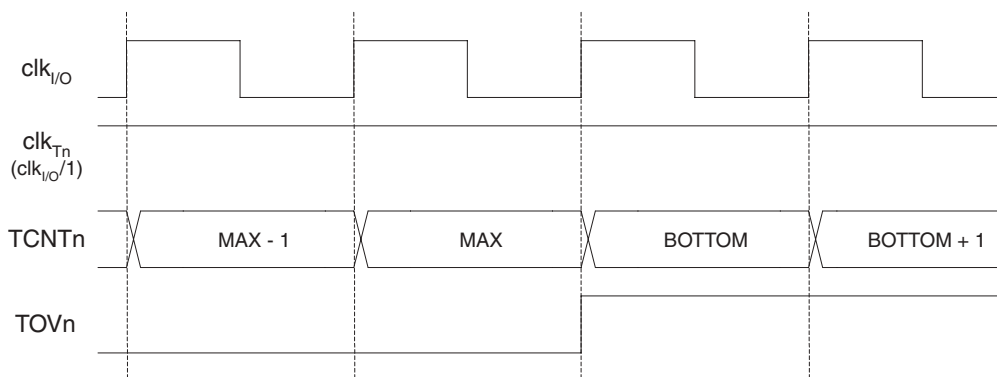 clkI/O
clkTn
(clkI/O/1)
TCNTn MAX - 1 MAX BOTTOM BOTTOM + 1
TOVn